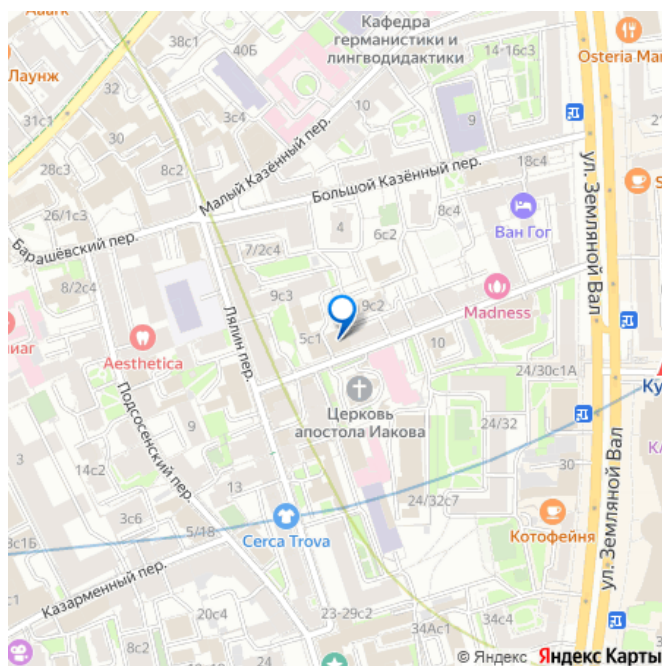 38с1
40Б
Кафедра
германистики и
лингводидактики
14-16с3
Osteria Mar
Лаунж
32
31с1
30
3с4
10
9
28с3
8с2
Малый Казённый пер.
Большой Казённый пер.
18с4
ул. Земляной Вал
26/1с3
Барашёвский пер.
4
6с2
8с4
Ван Гог
7/2с4
8/2с4
9с3
9с2
Madness
Лялин пер.
5с1
10
Aesthetica
24/30с1А
Ку
Церковь
апостола Иакова
Подсосенский пер.
9
24/32
3
14с2
13
30
24/32с7
3с6
5/18
Cerca Trova
Котофейня
ул. Земляной Вал
Казарменный пер.
20с4
23-29с2
34Ас1
8с2
© Яндекс Яндекс Карты